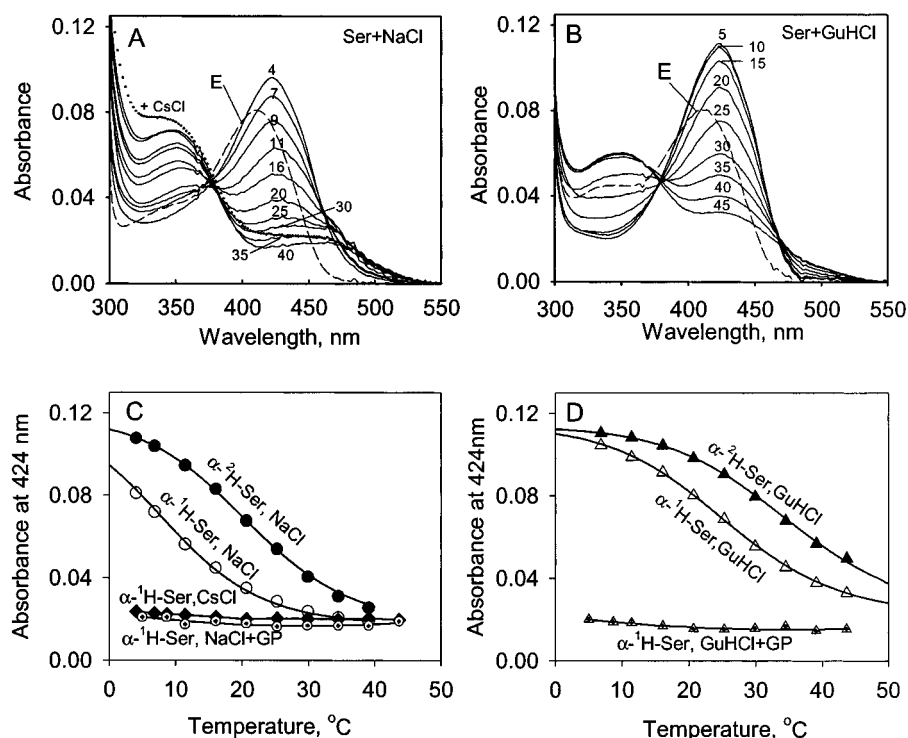 A
Ser+NaCl
+ CsCl
E
4
7
9
11
16
20
25
30
35
40
0.12
0.08
0.04
0.00
Absorbance
300 350 400 450 500 550
Wavelength, nm
B
Ser+GuHCl
E
5
10
15
20
25
30
35
40
45
0.12
0.08
0.04
0.00
Absorbance
300 350 400 450 500 550
Wavelength, nm
C
α-²H-Ser, NaCl
α-¹H-Ser, NaCl
α-¹H-Ser,CsCl
α-¹H-Ser, NaCl+GP
0.12
0.08
0.04
0.00
Absorbance at 424 nm
0 10 20 30 40 50
Temperature, °C
D
α-²H-Ser,GuHCl
α-¹H-Ser,GuHCl
α-¹H-Ser, GuHCl+GP
0.12
0.08
0.04
0.00
Absorbance at 424nm
0 10 20 30 40 50
Temperature, °C